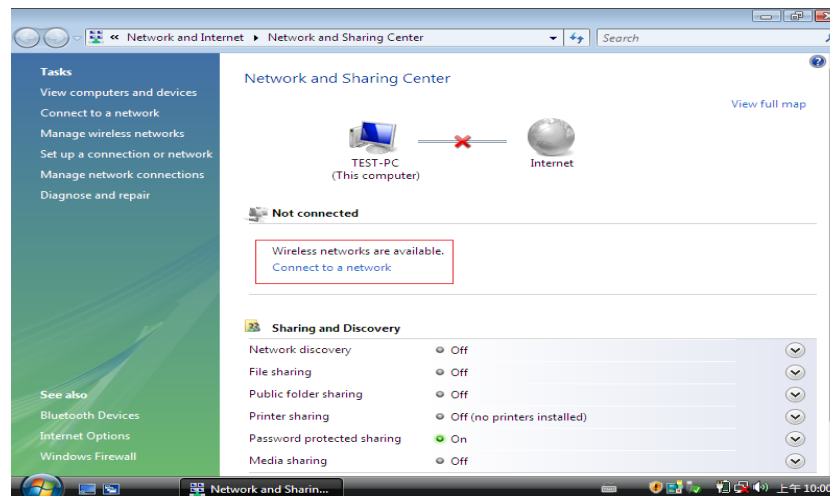 « Network and Internet ▸ Network and Sharing Center
Search
Tasks
View computers and devices
Connect to a network
Manage wireless networks
Set up a connection or network
Manage network connections
Diagnose and repair
See also
Bluetooth Devices
Internet Options
Windows Firewall
Network and Sharing Center
View full map
TEST-PC
(This computer)
Internet
Not connected
Wireless networks are available.
Connect to a network
Sharing and Discovery
Network discovery Off
File sharing Off
Public folder sharing Off
Printer sharing Off (no printers installed)
Password protected sharing On
Media sharing Off
Network and Sharin...
上午 10:00